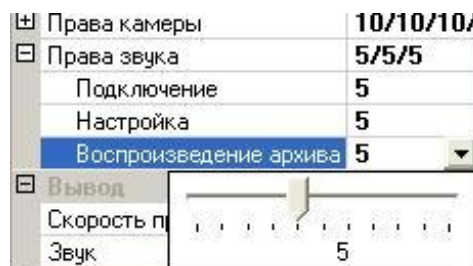 Права камеры 10/10/10/
Права звука 5/5/5
Подключение 5
Настройка 5
Воспроизведение архива 5
Вывод
Скорость
Звук 5